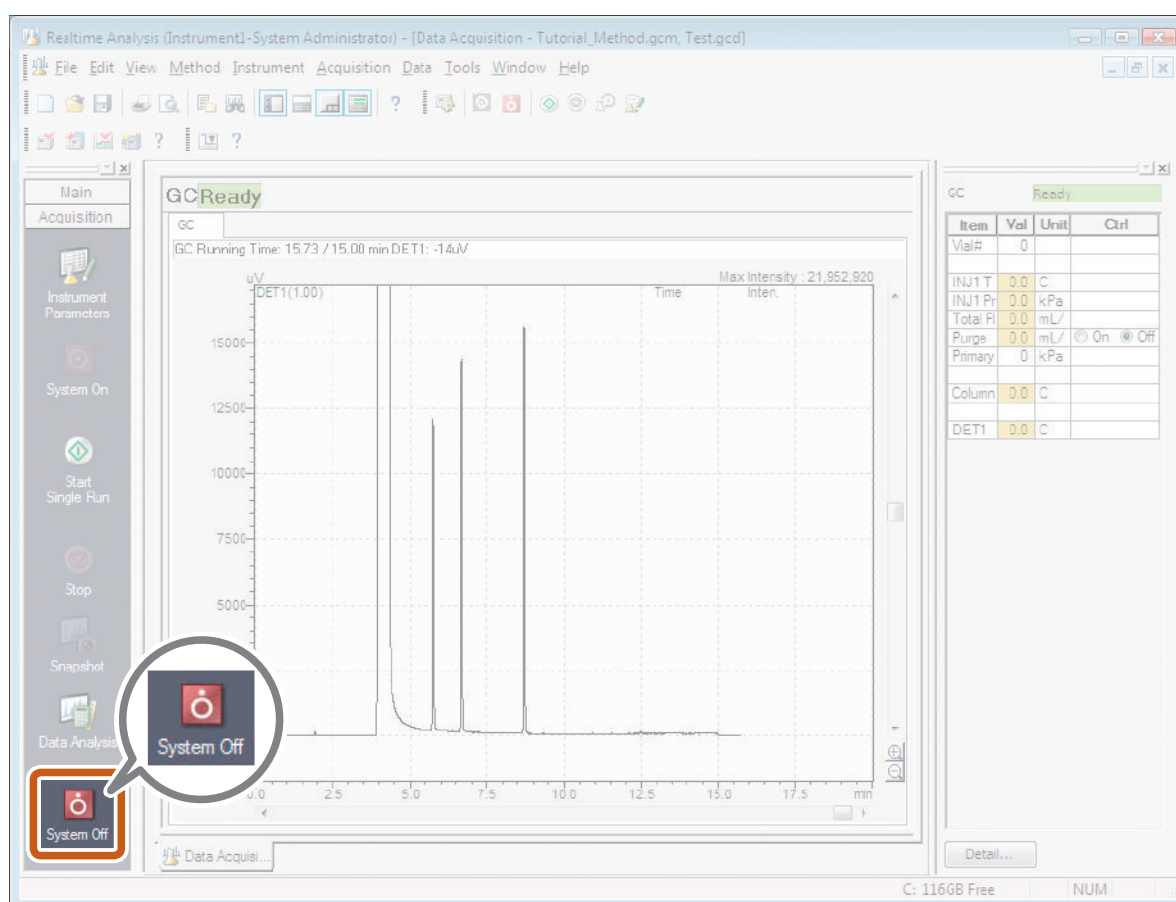 Realtime Analysis (Instrument1-System Administrator) - [Data Acquisition - Tutorial_Method.gcm, Test.gcd]
File Edit View Method Instrument Acquisition Data Tools Window Help
Main
Acquisition
Instrument
Parameters
System On
Start
Single Run
Stop
Snapshot
Data Analysis
System Off
System Off
GC Ready
GC
GC Running Time: 15.73 / 15.00 min DET1: -14uV
uV
Max Intensity : 21,952,920
DET1(1.00)
Time Inten.
15000
12500
10000
7500
5000
0.0 2.5 5.0 7.5 10.0 12.5 15.0 17.5 min
Data Acquisi...
GC Ready
Item Val Unit Ctrl
Vial# 0
INJ1 T 0.0 C
INJ1 Pr 0.0 kPa
Total Fl 0.0 mL/
Purge 0.0 mL/ On Off
Primary 0 kPa
Column 0.0 C
DET1 0.0 C
Detail...
C: 116GB Free NUM